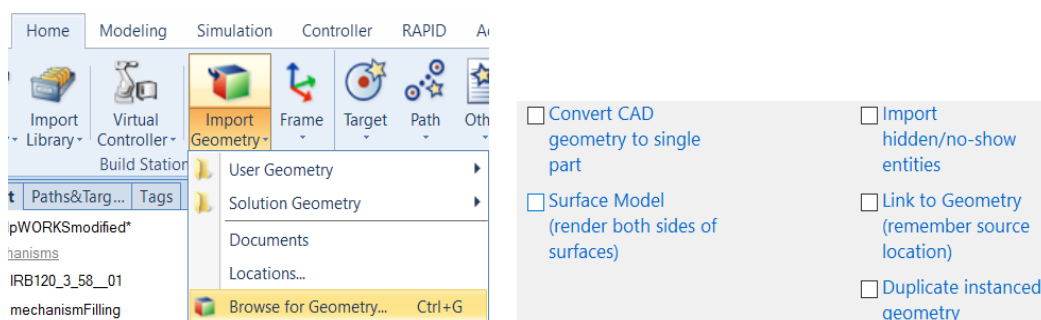 Home Modeling Simulation Controller RAPID
Import Library
Virtual Controller
Import Geometry
Frame
Target
Path
Build Station
Paths&Targ... Tags
User Geometry
Solution Geometry
Documents
Locations...
Browse for Geometry... Ctrl+G
pWORKSmodified*
hanisms
IRB120_3_58__01
mechanismFilling
Convert CAD
geometry to single
part
Surface Model
(render both sides of
surfaces)
Import
hidden/no-show
entities
Link to Geometry
(remember source
location)
Duplicate instanced
geometry